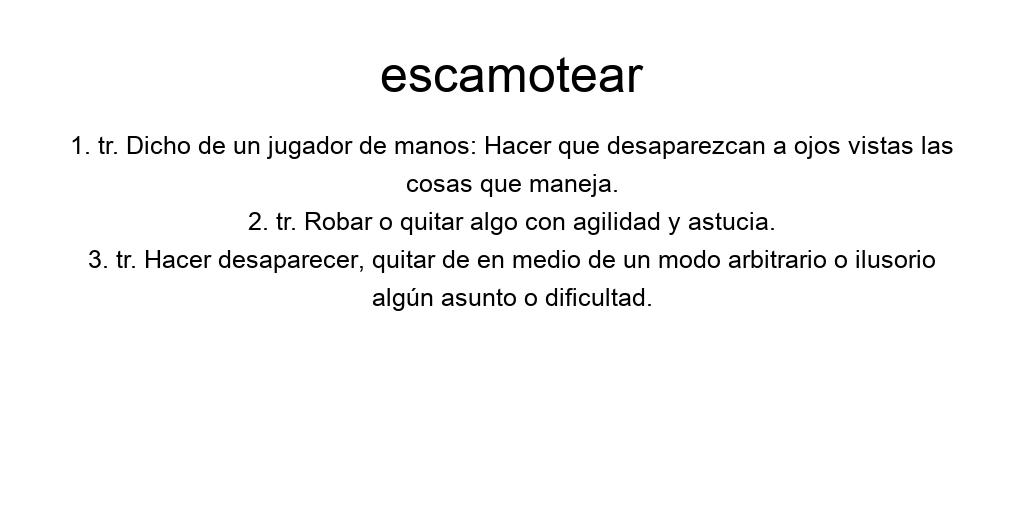 escamotear
1. tr. Dicho de un jugador de manos: Hacer que desaparezcan a ojos vistas las
cosas que maneja.
2. tr. Robar o quitar algo con agilidad y astucia.
3. tr. Hacer desaparecer, quitar de en medio de un modo arbitrario o ilusorio
algún asunto o dificultad.